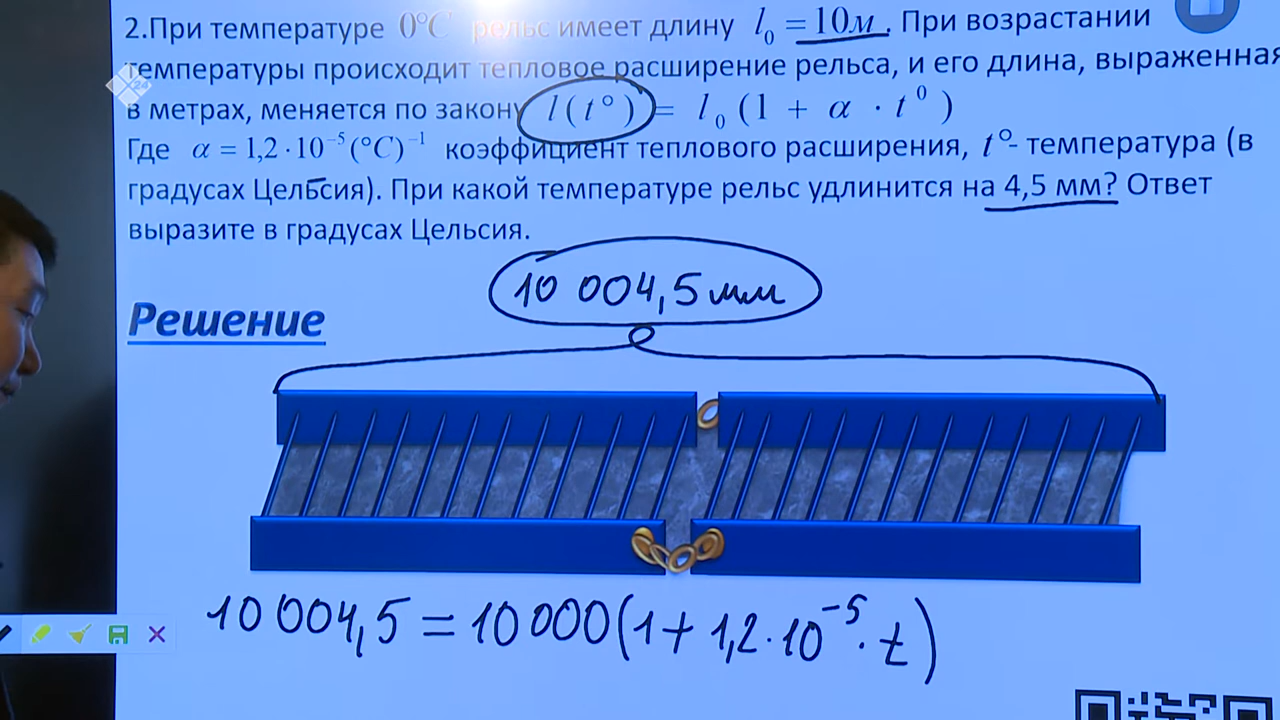 2.При температуре 0°C рельс имеет длину l₀ = 10м . При возрастании
температуры происходит тепловое расширение рельса, и его длина, выраженная
в метрах, меняется по закону l(t°) = l₀ (1 + α · t⁰)
Где α = 1,2 · 10⁻⁵ (°C)⁻¹ коэффициент теплового расширения, t°- температура (в
градусах Цельсия). При какой температуре рельс удлинится на 4,5 мм? Ответ
выразите в градусах Цельсия.
10 004,5 мм
Решение
10 004,5 = 10 000(1 + 1,2 · 10⁻⁵ · t)
24